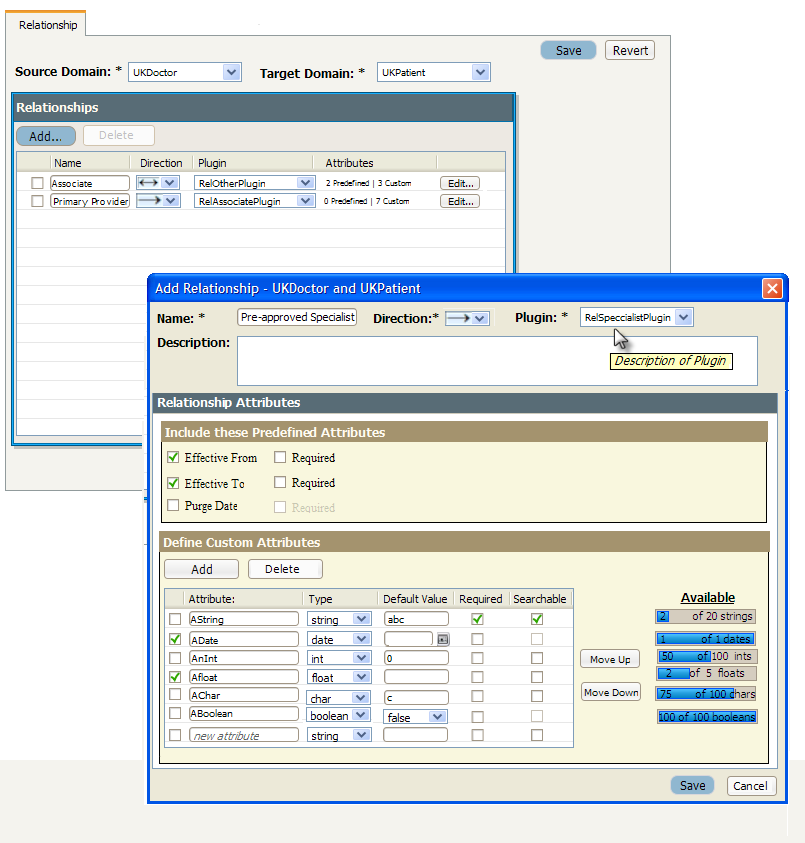 Relationship
Save Revert
Source Domain: * UKDoctor Target Domain: * UKPatient
Relationships
Add... Delete
Name Direction Plugin Attributes
Associate RelOtherPlugin 2 Predefined | 3 Custom Edit...
Primary Provider RelAssociatePlugin 0 Predefined | 7 Custom Edit...
Add Relationship - UKDoctor and UKPatient
Name: * Pre-approved Specialist Direction:* Plugin: * RelSpeccialistPlugin
Description:
Description of Plugin
Relationship Attributes
Include these Predefined Attributes
Effective From Required
Effective To Required
Purge Date Required
Define Custom Attributes
Add Delete
Attribute: Type Default Value Required Searchable
AString string abc
ADate date
AnInt int 0
Afloat float
AChar char c
ABoolean boolean false
new attribute string
Move Up
Move Down
Available
2 of 20 strings
1 of 1 dates
50 of 100 ints
2 of 5 floats
75 of 100 chars
100 of 100 booleans
Save Cancel